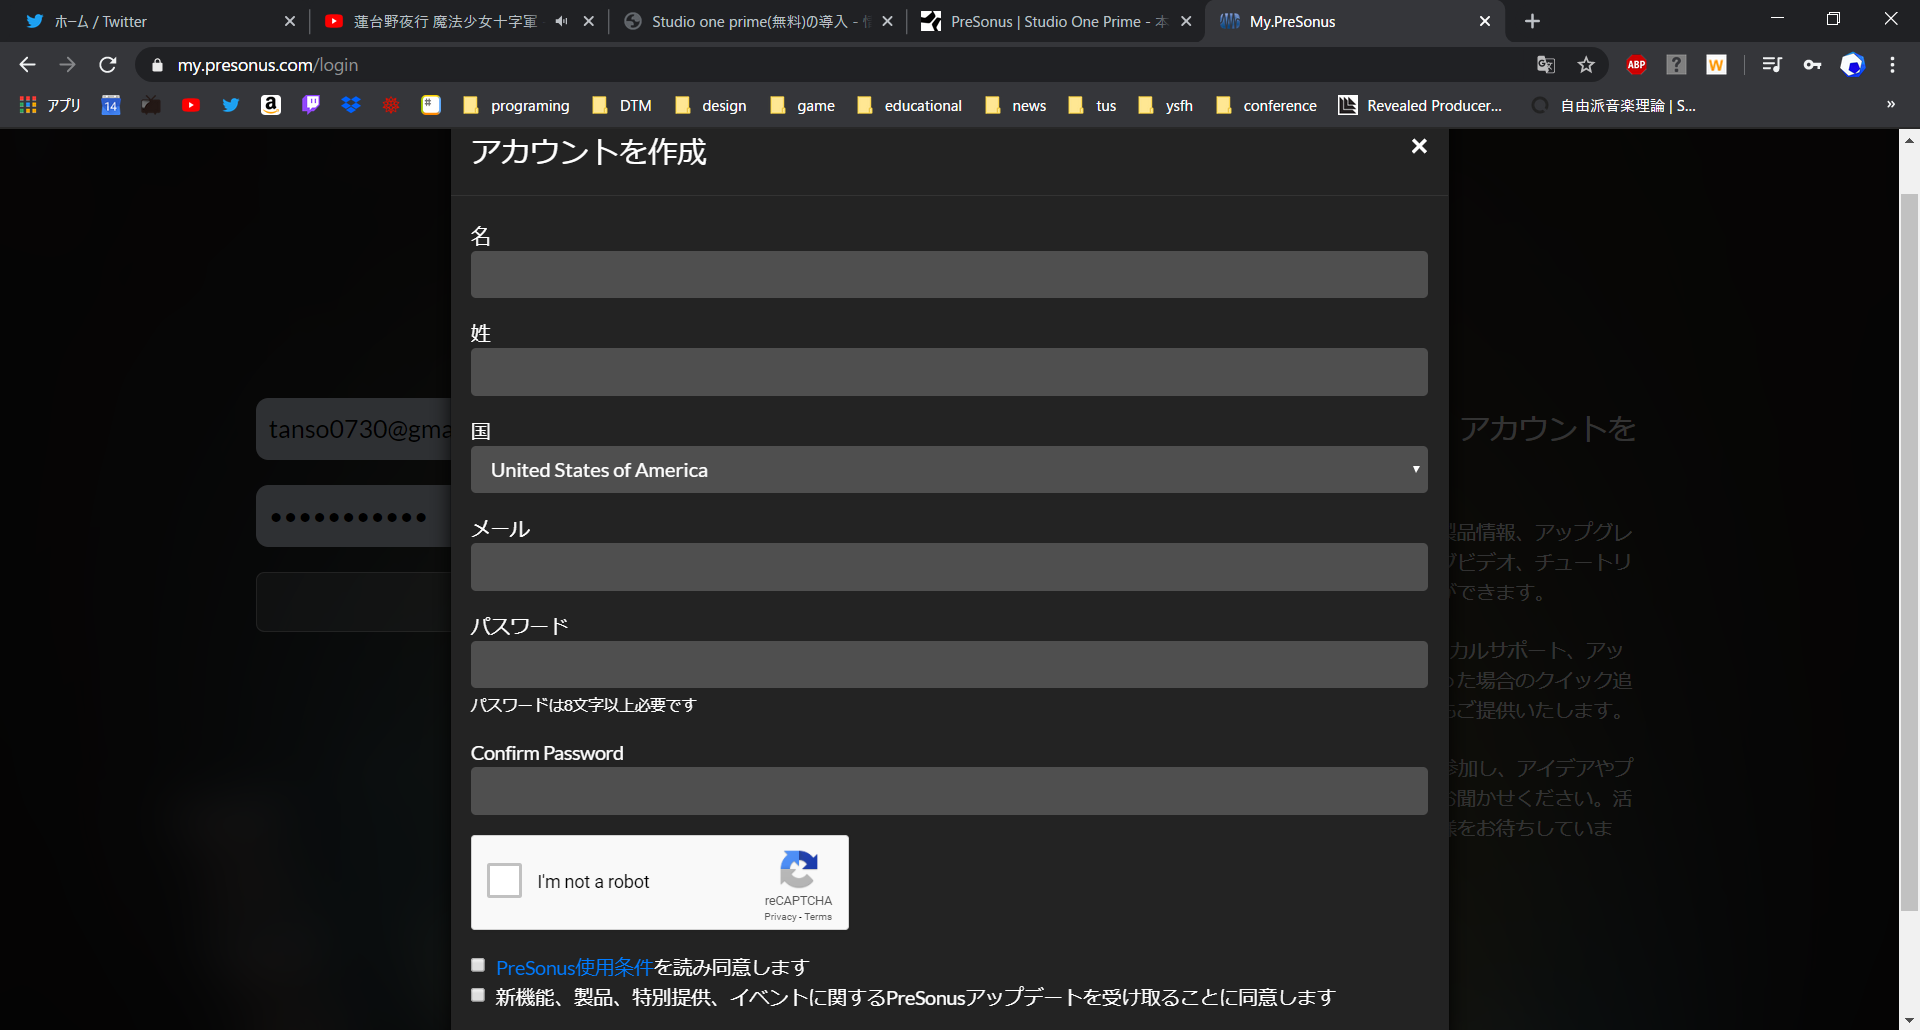 ホーム / Twitter
蓮台野夜行 魔法少女十字軍
Studio one prime(無料)の導入 -
PreSonus | Studio One Prime - 本
My.PreSonus
my.presonus.com/login
ABP
?
W
アプリ
14
a
#
programing
DTM
design
game
educational
news
tus
ysfh
conference
Revealed Producer...
自由派音楽理論 | S...
»
アカウントを作成
名
姓
国
United States of America
メール
パスワード
パスワードは8文字以上必要です
Confirm Password
I'm not a robot
reCAPTCHA
Privacy - Terms
PreSonus使用条件を読み同意します
新機能、製品、特別提供、イベントに関するPreSonusアップデートを受け取ることに同意します
tanso0730@gma
•••••••••••
アカウントを
品情報、アップグレ
ビデオ、チュートリ
できます。
カルサポート、アッ
た場合のクイック追
ご提供いたします。
参加し、アイデアやプ
聞かせください。活
様をお待ちしていま